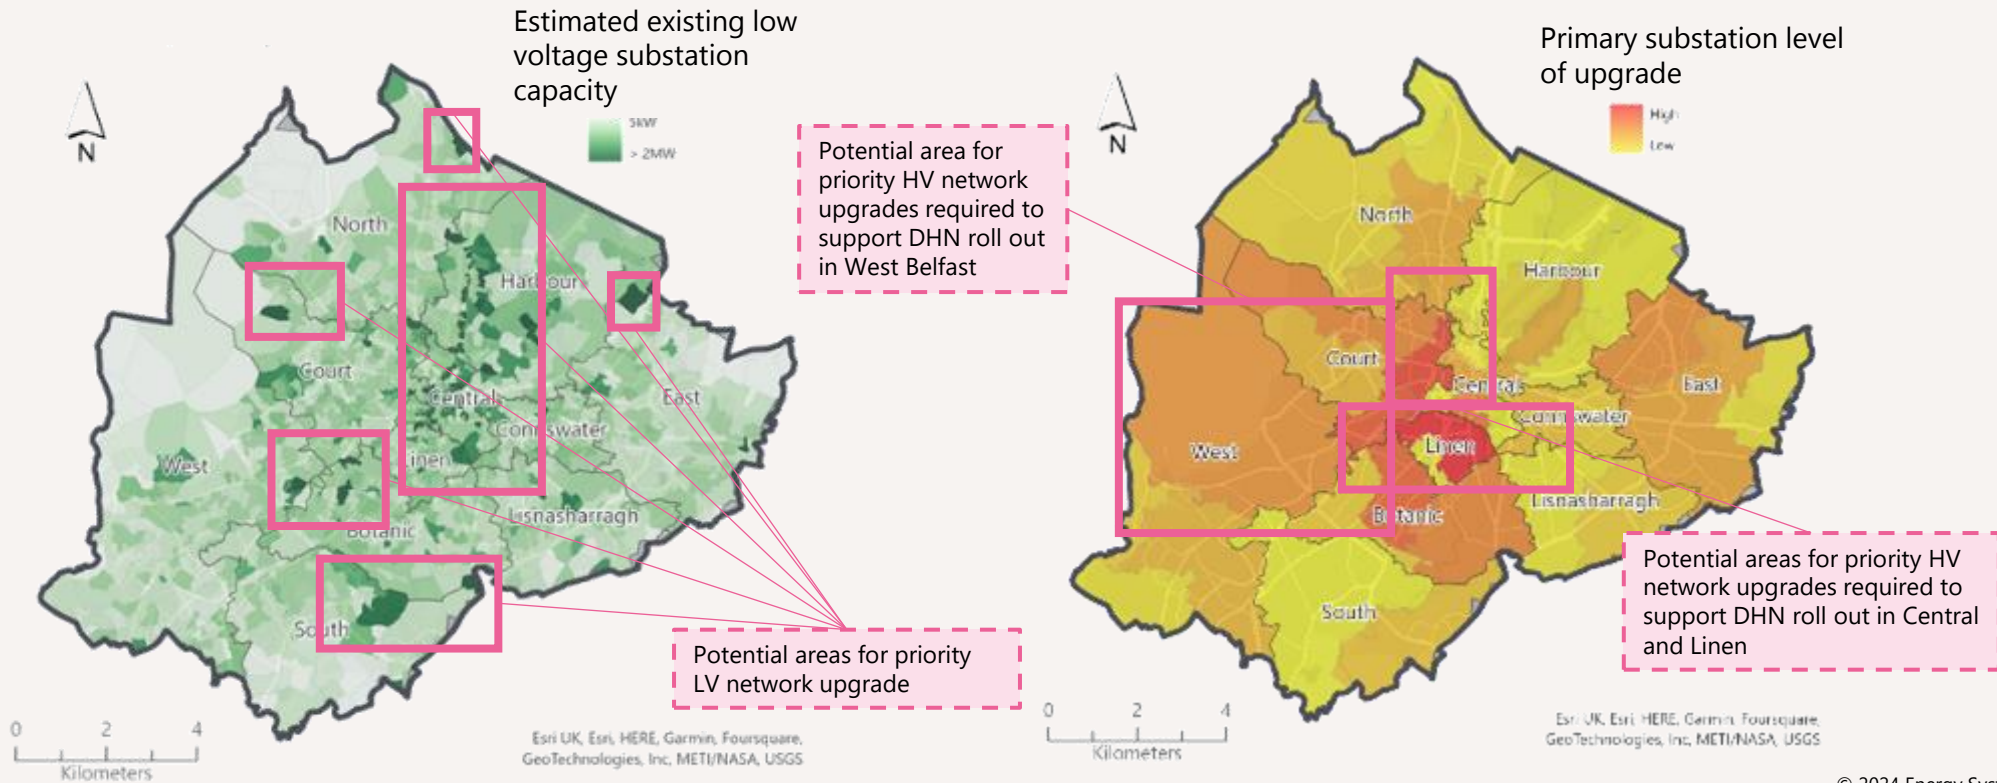 Estimated existing low
voltage substation
capacity
5kW
> 2MW
N
North
Harbour
Court
Central
East
Connswater
West
Linen
Lisnasharragh
Botanic
South
Potential areas for priority
LV network upgrade
0 2 4
Kilometers
Esri UK, Esri, HERE, Garmin, Foursquare,
GeoTechnologies, Inc, METI/NASA, USGS
Primary substation level
of upgrade
High
Low
N
Potential area for
priority HV network
upgrades required to
support DHN roll out
in West Belfast
North
Harbour
Court
Central
East
Connswater
West
Linen
Lisnasharragh
Botanic
South
Potential areas for priority HV
network upgrades required to
support DHN roll out in Central
and Linen
0 2 4
Kilometers
Esri UK, Esri, HERE, Garmin, Foursquare,
GeoTechnologies, Inc, METI/NASA, USGS
© 2024 Energy Sys